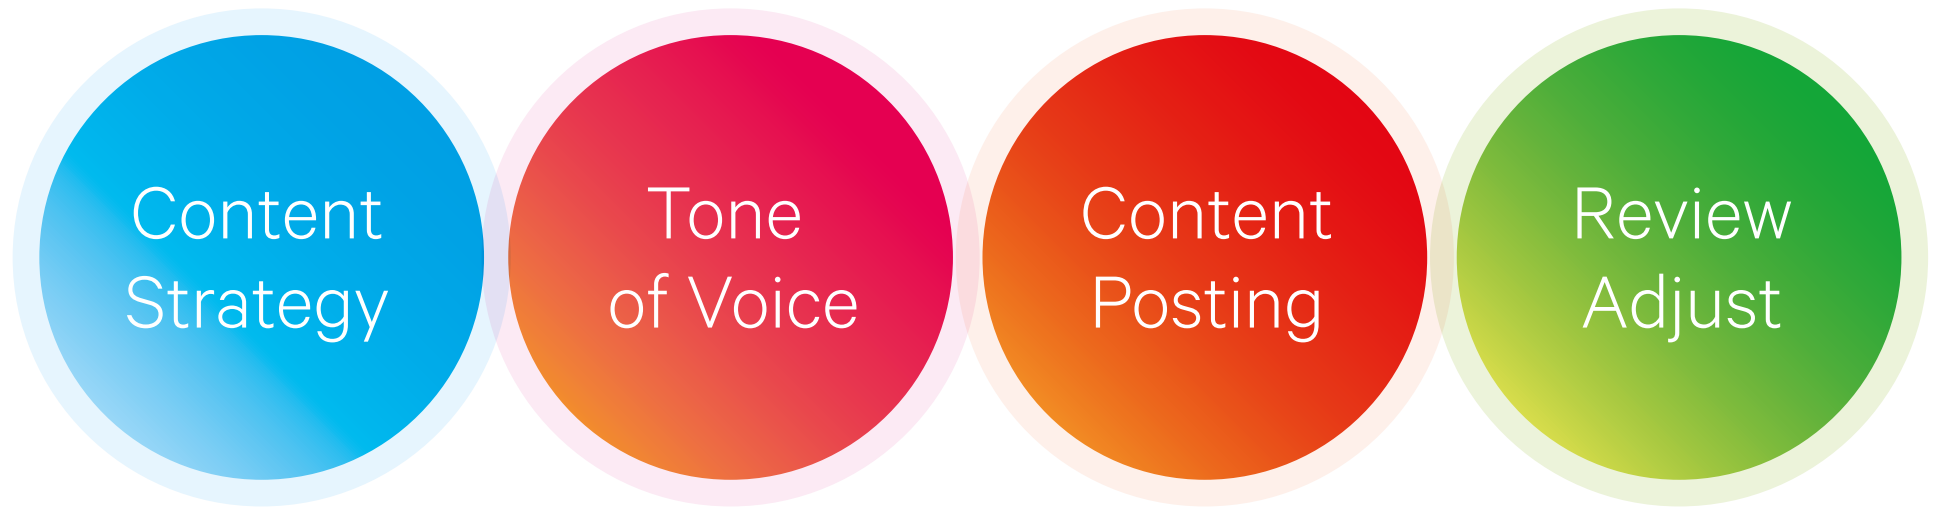 Content
Strategy
Tone
of Voice
Content
Posting
Review
Adjust